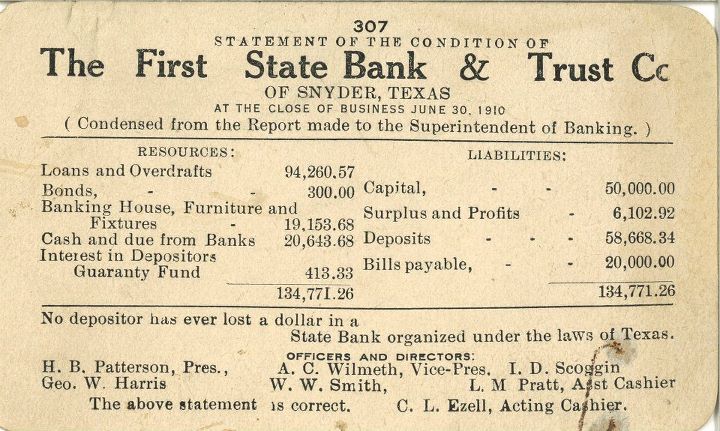 307
STATEMENT OF THE CONDITION OF
The First State Bank & Trust Co
OF SNYDER, TEXAS
AT THE CLOSE OF BUSINESS JUNE 30, 1910
( Condensed from the Report made to the Superintendent of Banking. )
RESOURCES:
Loans and Overdrafts 94,260.57
Bonds, - - 300.00
Banking House, Furniture and
Fixtures - 19,153.68
Cash and due from Banks 20,643.68
Interest in Depositors
Guaranty Fund 413.33
134,771.26
LIABILITIES:
Capital, - - 50,000.00
Surplus and Profits - 6,102.92
Deposits - - - 58,668.34
Bills payable, - - 20,000.00
134,771.26
No depositor has ever lost a dollar in a
State Bank organized under the laws of Texas.
OFFICERS AND DIRECTORS:
H. B. Patterson, Pres., A. C. Wilmeth, Vice-Pres. I. D. Scoggin
Geo. W. Harris W. W. Smith, L. M Pratt, Asst Cashier
The above statement is correct. C. L. Ezell, Acting Cashier.